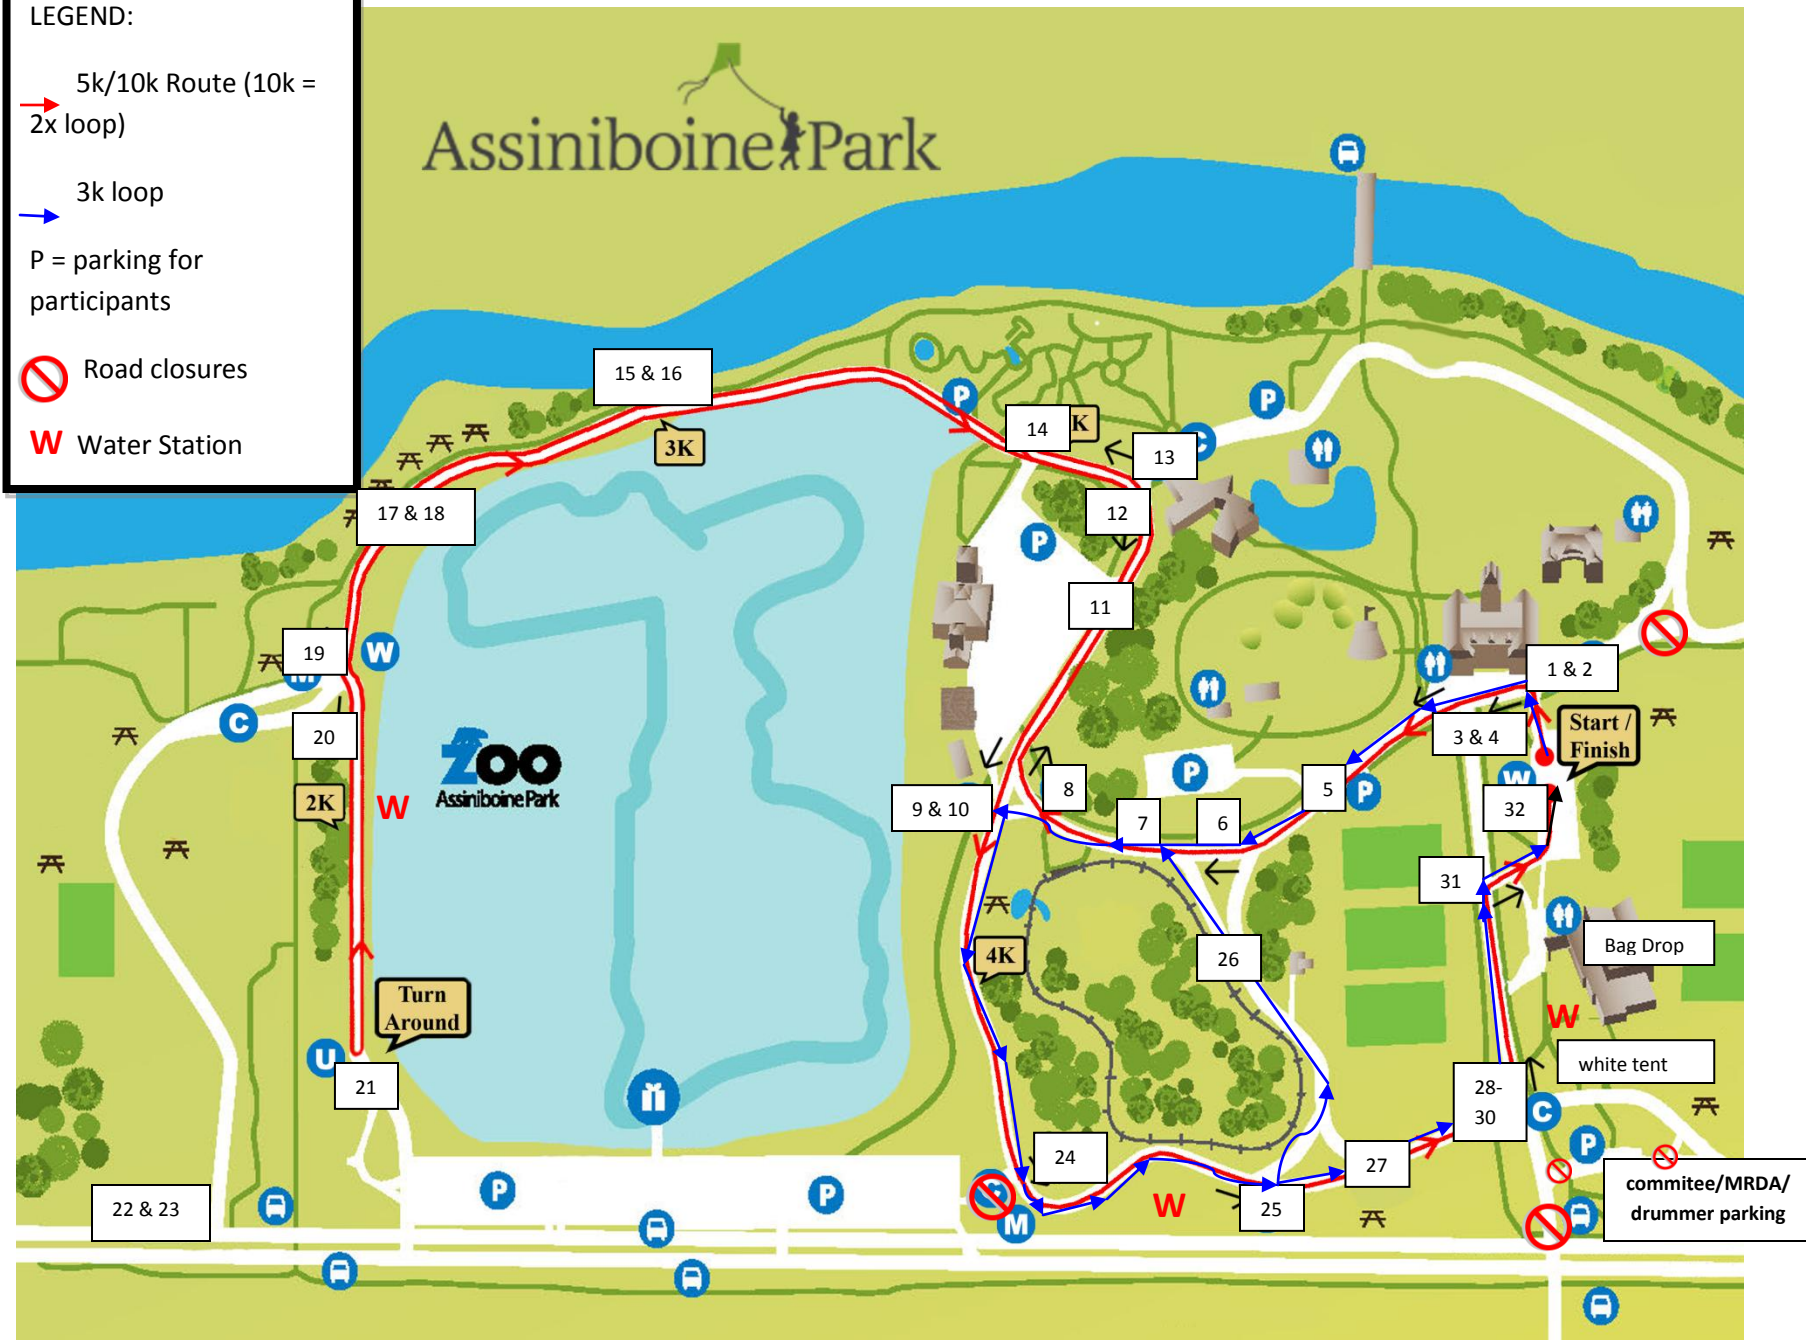 LEGEND:
5k/10k Route (10k =
2x loop)
3k loop
P = parking for
participants
Road closures
W Water Station
Assiniboine Park
15 & 16
3K
P
14
K
P
C
13
12
17 & 18
P
11
19
W
M
C
20
1 & 2
3 & 4
Start /
Finish
W
ZOO
Assiniboine Park
2K
W
P
5
P
8
9 & 10
7
6
32
31
4K
26
Bag Drop
Turn
Around
W
U
21
white tent
28-
30
C
P
24
27
22 & 23
P
P
M
W
25
commitee/MRDA/
drummer parking